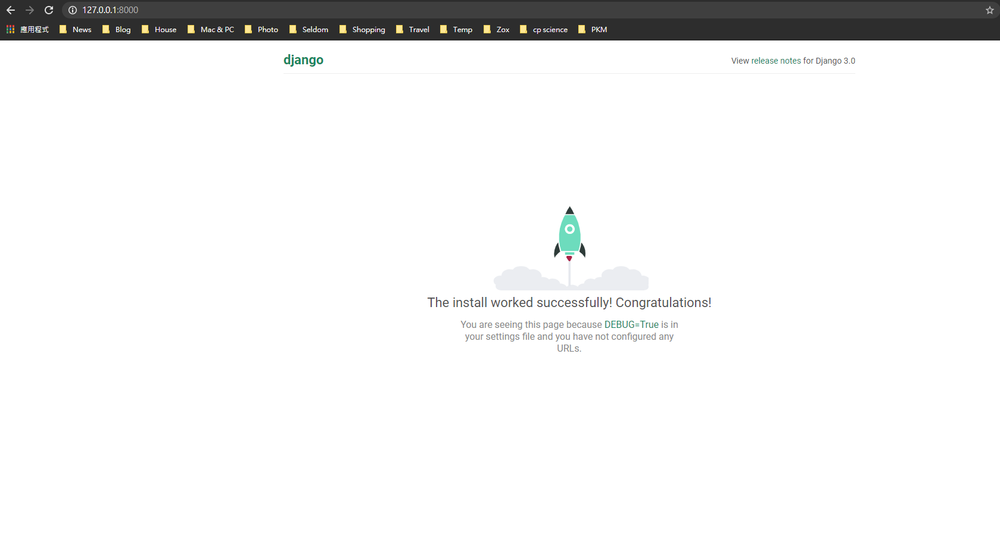 127.0.0.1:8000
應用程式 News Blog House Mac & PC Photo Seldom Shopping Travel Temp Zox cp science PKM
django
View release notes for Django 3.0
The install worked successfully! Congratulations!
You are seeing this page because DEBUG=True is in
your settings file and you have not configured any
URLs.